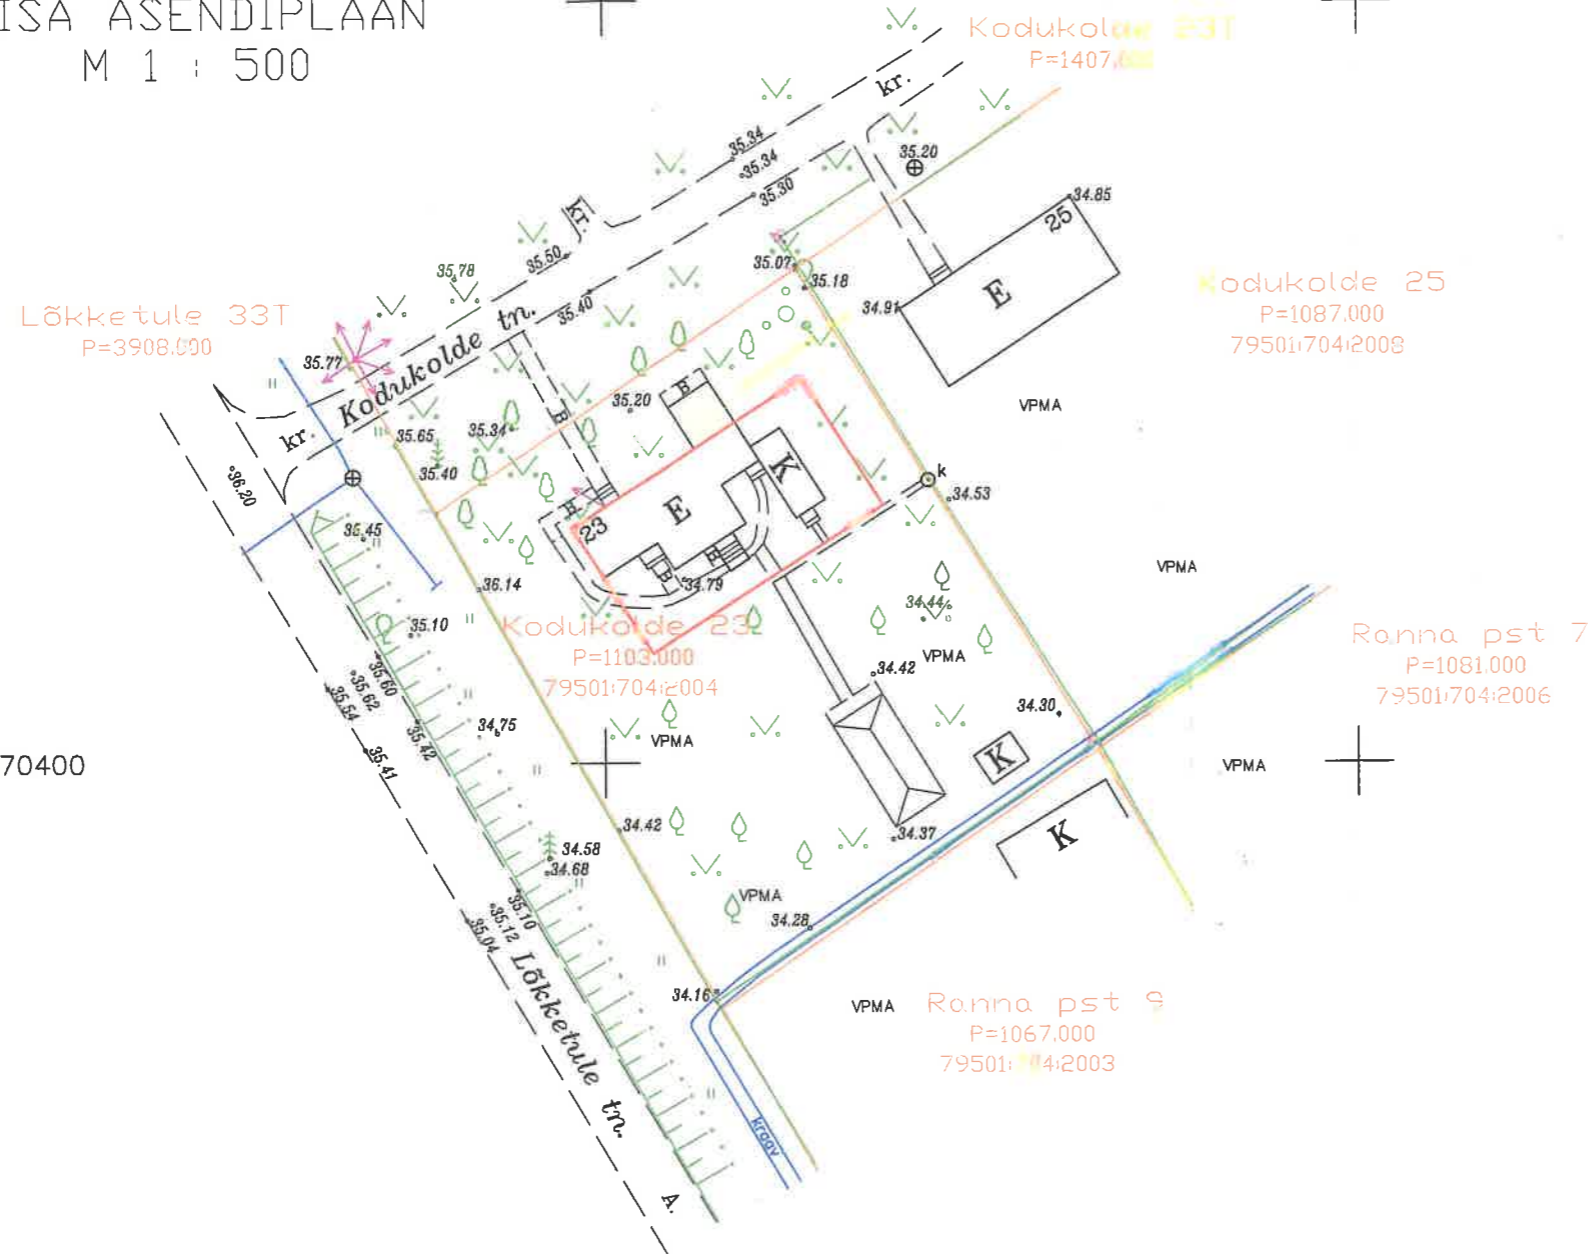 ISA ASENDIPLAAN
M 1 : 500
Kodukolde 23T
P=1407.
kr.
35.34
35.34
35.30
35.20
34.85
25
E
kr.
35.50
35.78
35.40
35.07
35.18
34.91
Kodukolde 25
P=1087.000
79501:704:2008
Lõkketule 33T
P=3908.000
35.77
Kodukolde tn.
kr.
B
35.20
B
VPMA
35.65
35.34
35.40
36.20
K
k
34.53
B
23
E
36.14
B
B
34.79
VPMA
35.10
34.44
Kodukolde 23
P=1103.000
79501:704:2004
VPMA
Ranna pst 7
P=1081.000
79501:704:2006
35.60
35.62
35.54
34.42
34.30
34.75
35.42
35.41
VPMA
K
VPMA
70400
34.42
34.37
K
34.58
34.68
VPMA
35.10
35.12
35.04
34.28
34.16
Lõkketule tn.
VPMA
Ranna pst 9
P=1067.000
79501: 4:2003
kraav
A.